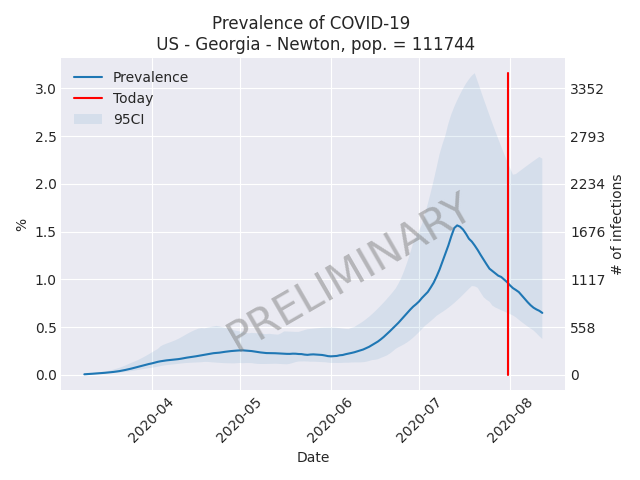 Prevalence of COVID-19
US - Georgia - Newton, pop. = 111744
Prevalence
Today
95CI
PRELIMINARY
%
3.0
2.5
2.0
1.5
1.0
0.5
0.0
3352
2793
2234
1676
1117
558
0
# of infections
2020-04
2020-05
2020-06
2020-07
2020-08
Date